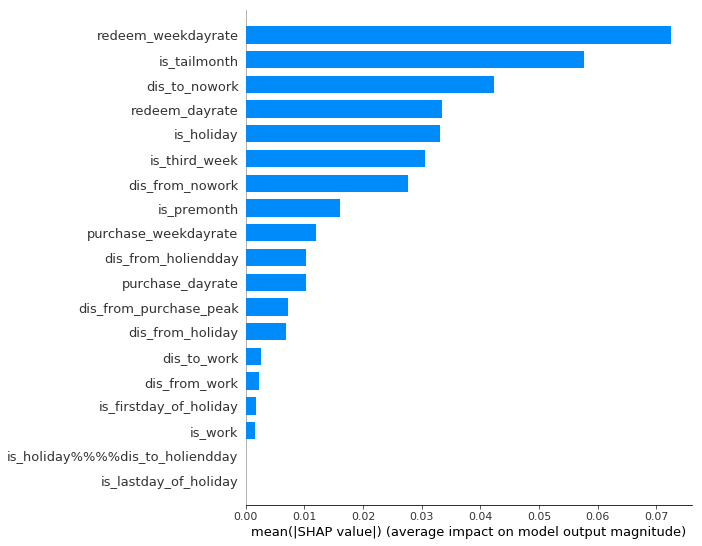 redeem_weekdayrate
is_tailmonth
dis_to_nowork
redeem_dayrate
is_holiday
is_third_week
dis_from_nowork
is_premonth
purchase_weekdayrate
dis_from_holiendday
purchase_dayrate
dis_from_purchase_peak
dis_from_holiday
dis_to_work
dis_from_work
is_firstday_of_holiday
is_work
is_holiday%%%%dis_to_holiendday
is_lastday_of_holiday
0.00 0.01 0.02 0.03 0.04 0.05 0.06 0.07
mean(|SHAP value|) (average impact on model output magnitude)